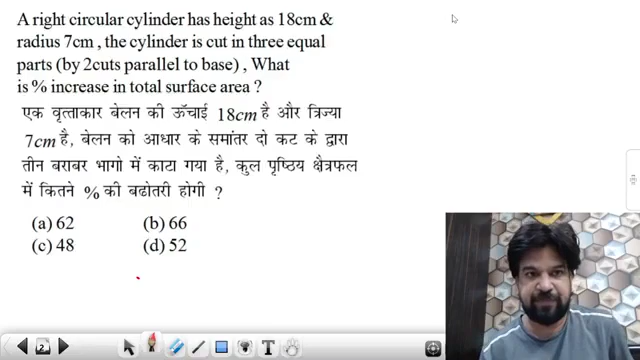 A right circular cylinder has height as 18cm &
radius 7cm , the cylinder is cut in three equal
parts (by 2cuts parallel to base) , What
is % increase in total surface area ?
एक वृत्ताकार बेलन की ऊँचाई 18cm है और त्रिज्या
7cm है, बेलन को आधार के समांतर दो कट के द्वारा
तीन बराबर भागो में काटा गया है, कुल पृष्ठिय क्षैत्रफल
में कितने % की बढोतरी होगी ?
(a) 62 (b) 66
(c) 48 (d) 52
2
T